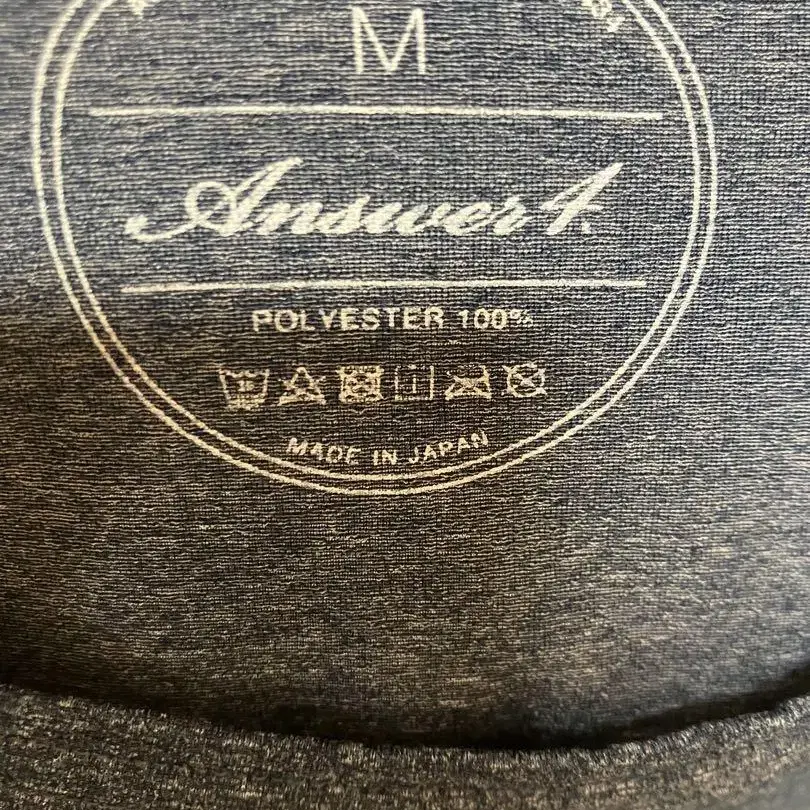 M
Answer4.
POLYESTER 100%
MADE IN JAPAN